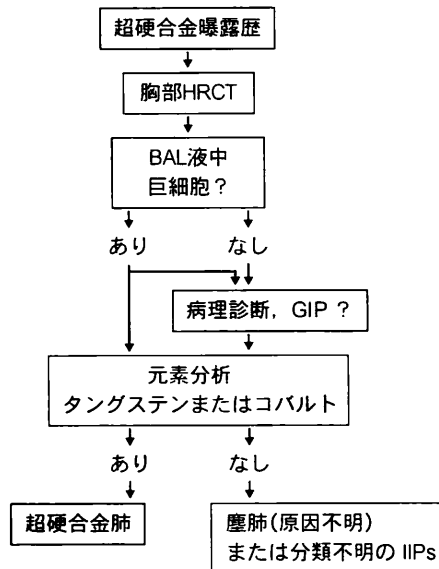 超硬合金曝露歴
胸部HRCT
BAL液中
巨細胞？
あり
なし
病理診断，GIP ？
元素分析
タングステンまたはコバルト
あり
なし
超硬合金肺
塵肺(原因不明)
または分類不明の IIPs